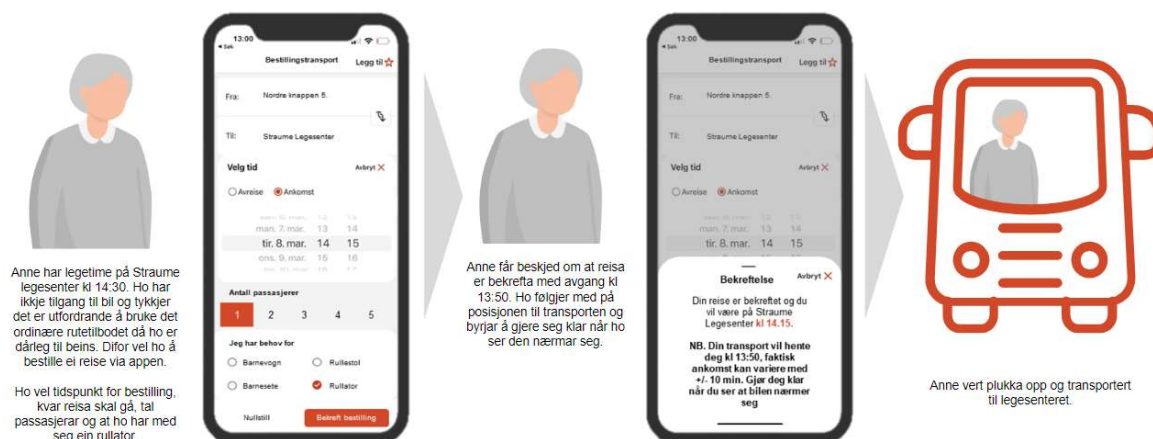 Anne har legetime på Straume
legesenter kl 14:30. Ho har
ikkje tilgang til bil og tykkjer
det er utfordrande å bruke det
ordinære rutetilbodet då ho er
dårleg til beins. Difor vel ho å
bestille ei reise via appen.
Ho vel tidspunkt for bestilling,
kvar reisa skal gå, tal
passasjerar og at ho har med
seg ein rullator
13:00
Søk
Bestillingstransport
Legg til
Fra: Nordre knappen 5.
Til: Straume Legesenter
Velg tid
Avbryt
Avreise Ankomst
man. 7. mar. 13 14
tir. 8. mar. 14 15
ons. 9. mar. 15 16
Antall passasjerer
1 2 3 4 5
Jeg har behov for
Barnevogn Rullestol
Barnesete Rullator
Nullstill Bekreft bestilling
Anne får beskjed om at reisa
er bekrefta med avgang kl
13:50. Ho følgjer med på
posisjonen til transporten og
byrjar å gjere seg klar når ho
ser den nærmar seg.
13:00
Søk
Bestillingstransport
Legg til
Fra: Nordre knappen 5.
Til: Straume Legesenter
Velg tid
Avbryt
Avreise Ankomst
man. 7. mar. 13 14
tir. 8. mar. 14 15
ons. 9. mar. 15 16
Bekreftelse
Avbryt
Din reise er bekreftet og du
vil være på Straume
Legesenter kl 14.15.
NB. Din transport vil hente
deg kl 13:50, faktisk
ankomst kan variere med
+/- 10 min. Gjør deg klar
når du ser at bilen nærmer
seg
Anne vert plukka opp og transportert
til legesenteret.